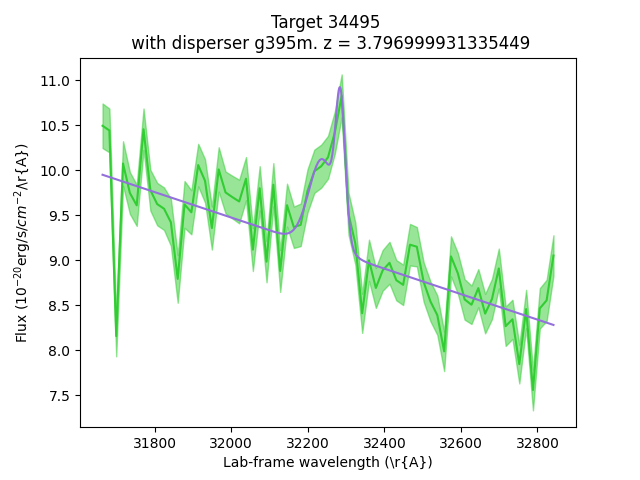 Target 34495
with disperser g395m. z = 3.796999931335449
Flux (10⁻²⁰erg/s/cm⁻²/\r{A})
11.0
10.5
10.0
9.5
9.0
8.5
8.0
7.5
31800 32000 32200 32400 32600 32800
Lab-frame wavelength (\r{A})